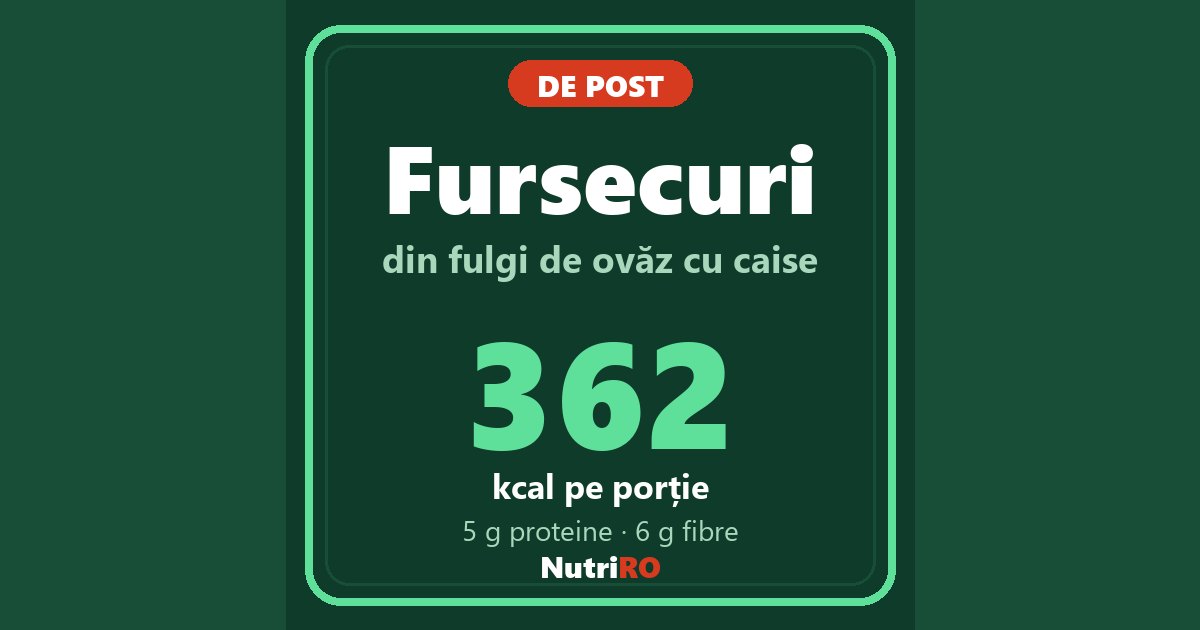 DE POST
Fursecuri
din fulgi de ovăz cu caise
362
kcal pe porție
5 g proteine · 6 g fibre
NutriRO